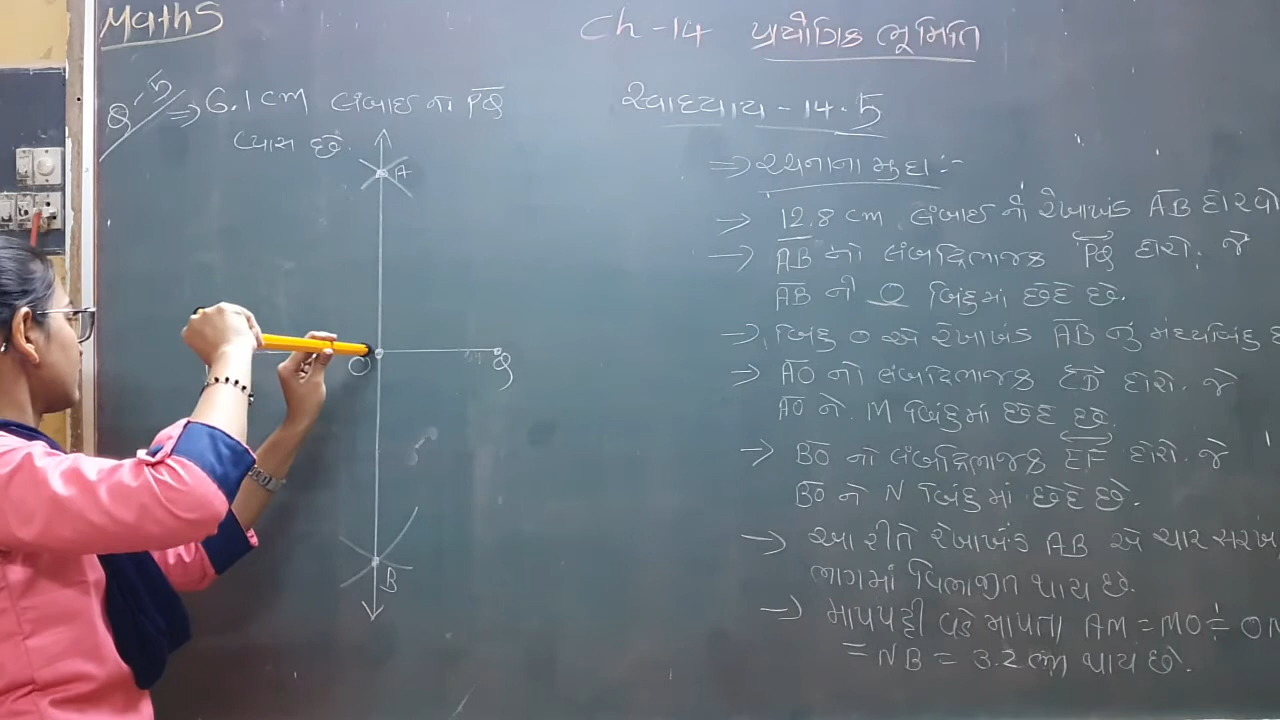 Maths
Ch - 14 પ્રાયોગિક ભૂમિતિ
Q-5 ⇒ 6.1 cm લંબાઈ ના PQ
વ્યાસ છે.
A
O
Q
B
સ્વાધ્યાય - 14.5
⇒ રચનાના મુદ્દા :-
→ 12.8 cm લંબાઈ નો રેખાખંડ AB દોરવો
→ AB નો લંબદ્વિભાજક PQ દોરો. જે
AB ની O બિંદુમાં છેદે છે.
→ બિંદુ O એ રેખાખંડ AB નું મધ્યબિંદુ છે
→ AO નો લંબદ્વિભાજક CD દોરો. જે
AO ને M બિંદુમાં છેદે છે.
→ BO નો લંબદ્વિભાજક EF દોરો. જે
BO ને N બિંદુમાં છેદે છે.
→ આ રીતે રેખાખંડ AB એ ચાર સરખા
ભાગમાં વિભાજીત થાય છે.
→ માપપટ્ટી વડે માપતા AM = MO = ON
= NB = 3.2 cm થાય છે.